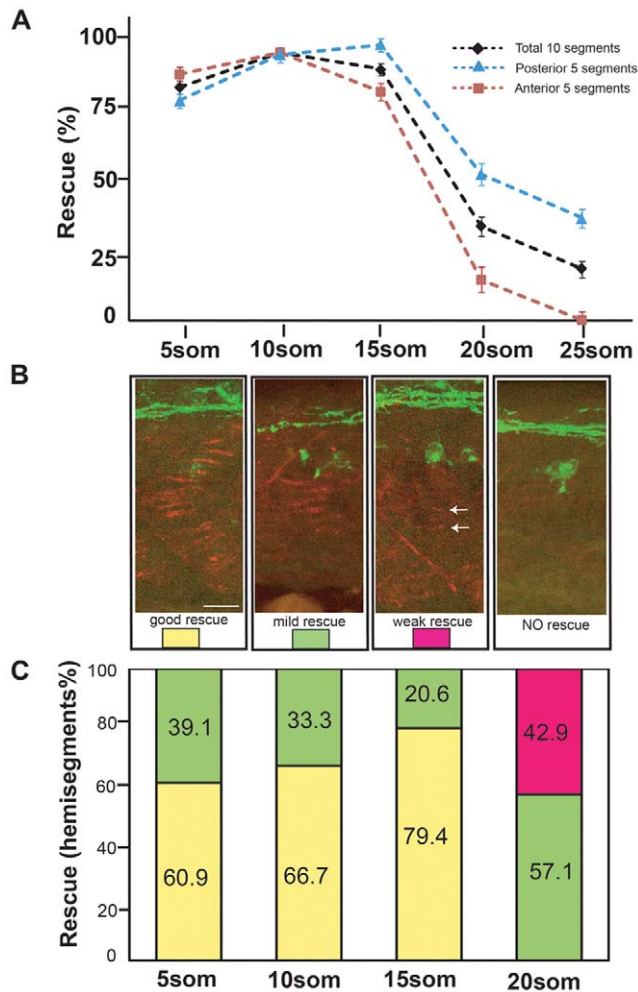 A
Rescue (%)
100
75
50
25
0
5som 10som 15som 20som 25som
Total 10 segments
Posterior 5 segments
Anterior 5 segments
B
good rescue
mild rescue
weak rescue
NO rescue
C
Rescue (hemisegments%)
100
80
60
40
20
0
39.1 33.3 20.6 42.9
60.9 66.7 79.4 57.1
5som 10som 15som 20som